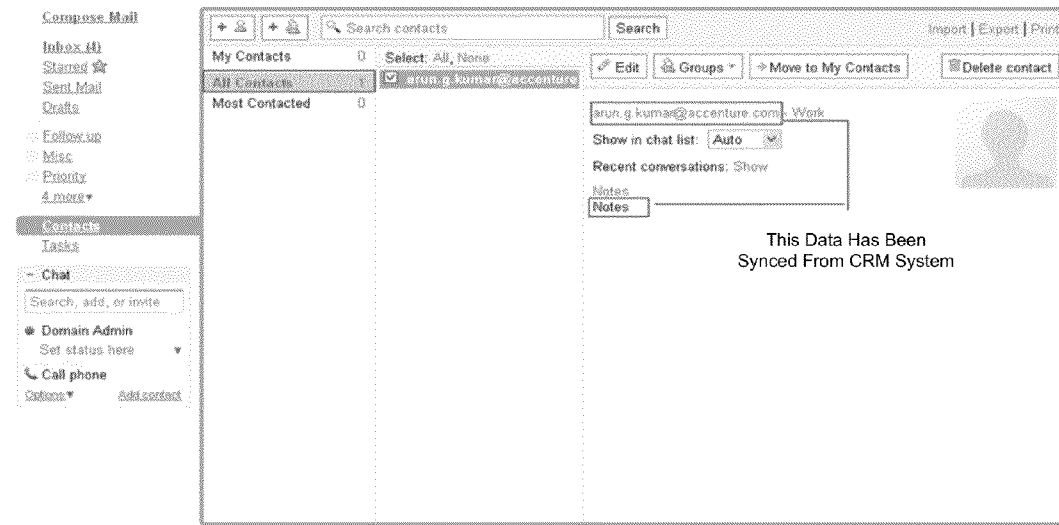 Compose Mail
Inbox (4)
Starred
Sent Mail
Drafts
Follow up
Misc
Priority
4 more▾
Contacts
Tasks
− Chat
Search, add, or invite
Domain Admin
Set status here ▾
Call phone
Options ▾ Add contact
+ + Search contacts Search Import | Export | Print
My Contacts 0
All Contacts 1
Most Contacted 0
Select: All, None
arun.g.kumar@accenture
Edit Groups ▾ Move to My Contacts Delete contact
arun.g.kumar@accenture.com - Work
Show in chat list: Auto
Recent conversations: Show
Notes
Notes
This Data Has Been
Synced From CRM System